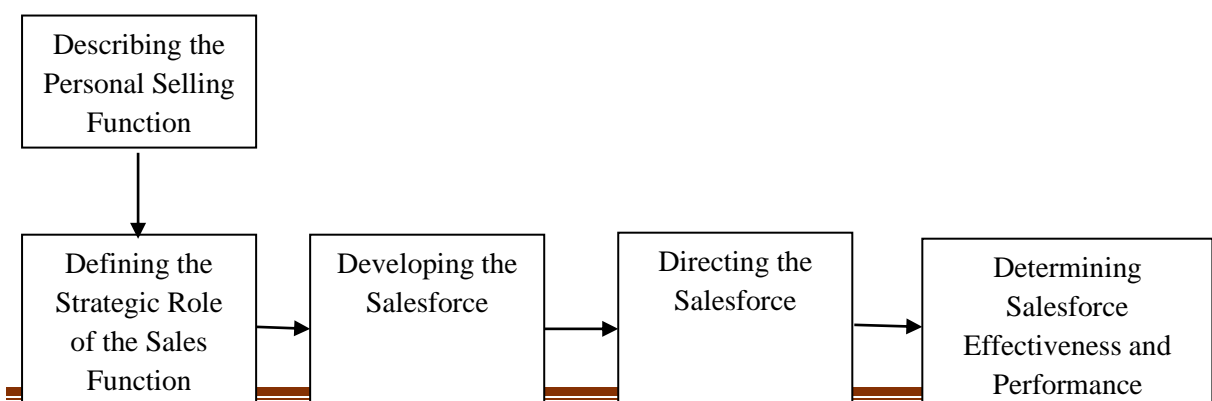 Describing the
Personal Selling
Function
Defining the
Strategic Role
of the Sales
Function
Developing the
Salesforce
Directing the
Salesforce
Determining
Salesforce
Effectiveness and
Performance